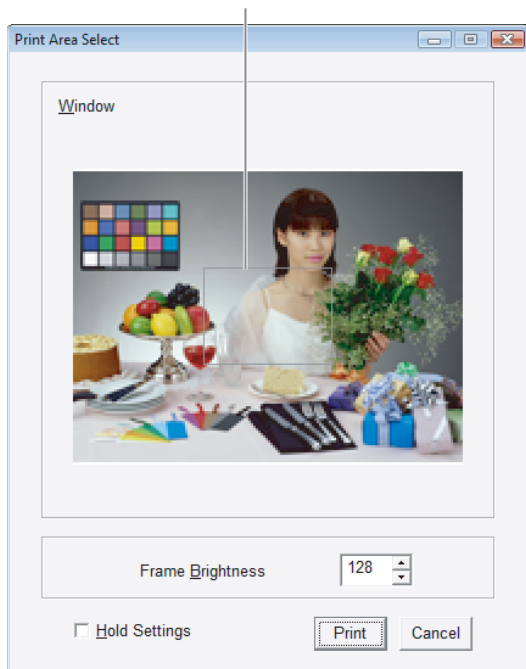 Print Area Select
Window
Frame Brightness
128
Hold Settings
Print
Cancel